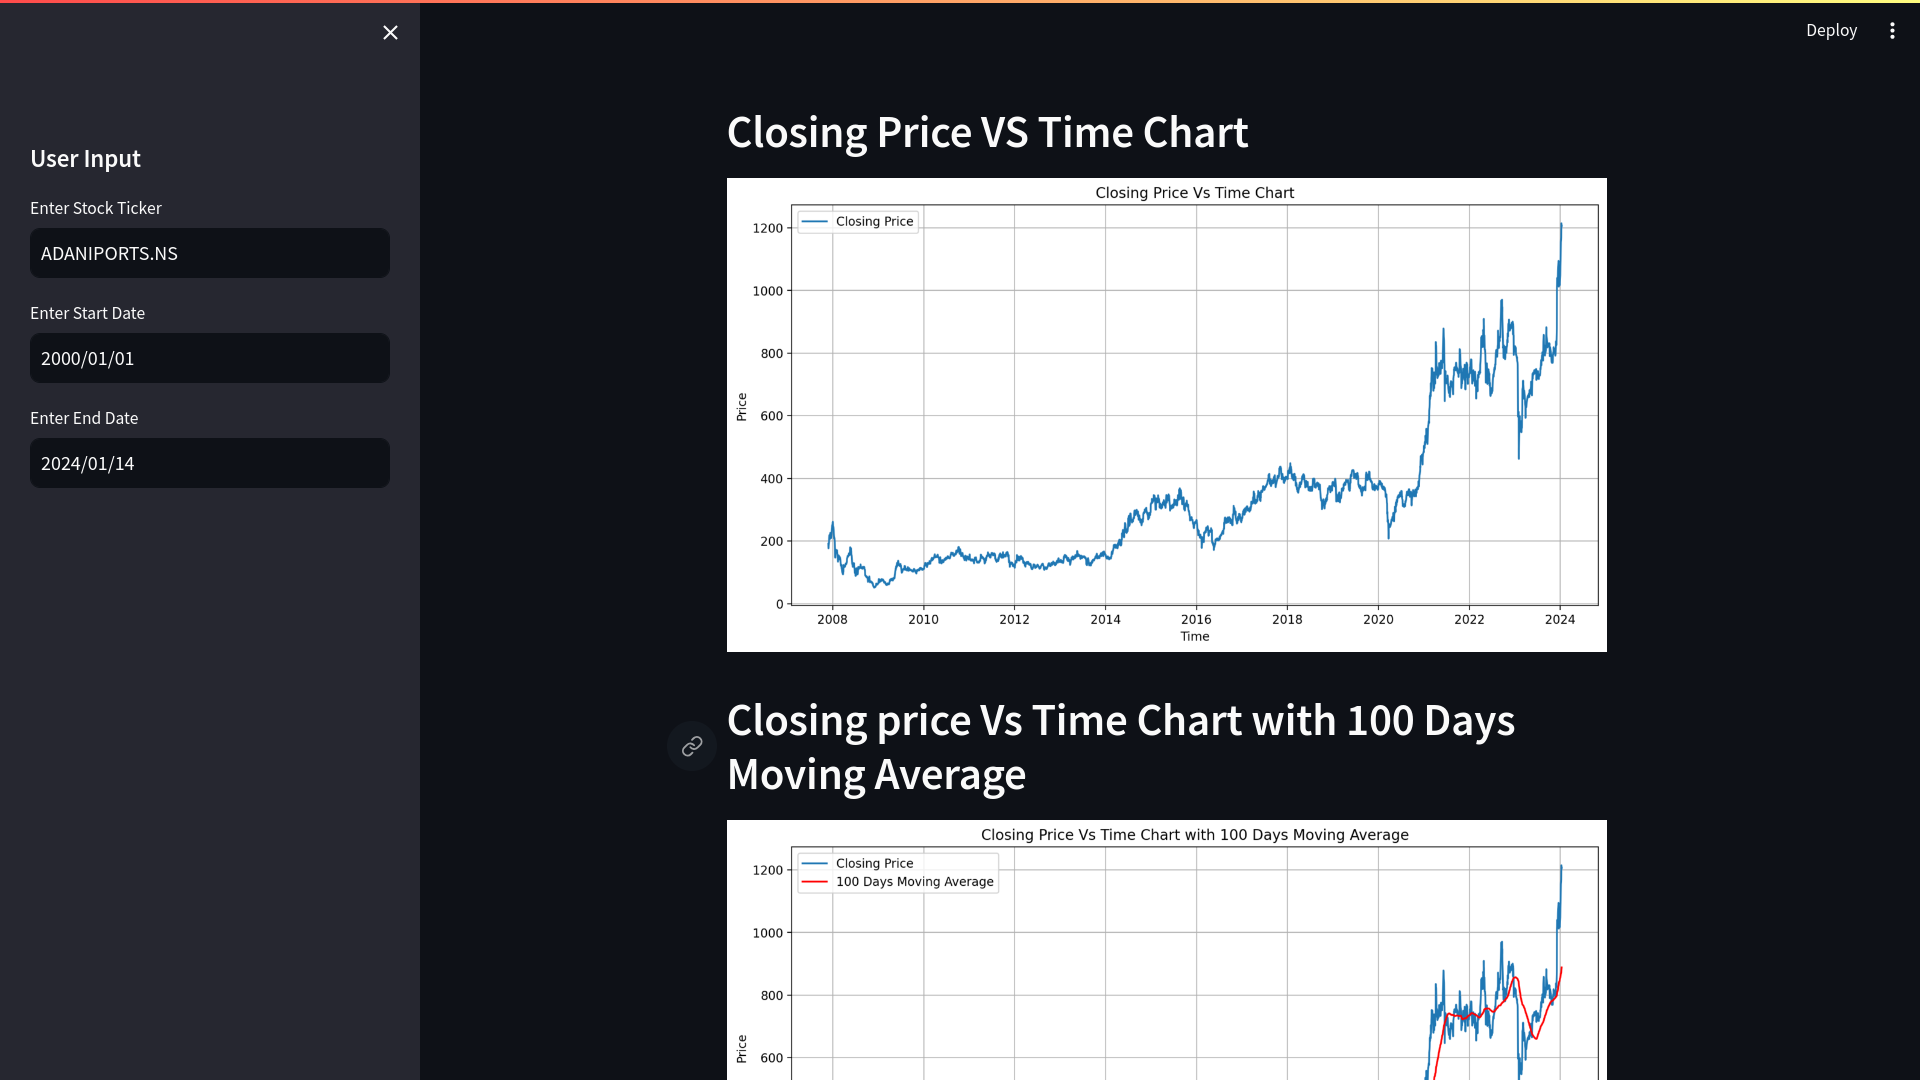 Deploy
User Input
Enter Stock Ticker
ADANIPORTS.NS
Enter Start Date
2000/01/01
Enter End Date
2024/01/14
Closing Price VS Time Chart
Closing Price Vs Time Chart
Closing Price
1200
1000
800
600
400
200
0
Price
2008 2010 2012 2014 2016 2018 2020 2022 2024
Time
Closing price Vs Time Chart with 100 Days
Moving Average
Closing Price Vs Time Chart with 100 Days Moving Average
Closing Price
100 Days Moving Average
1200
1000
800
600
Price